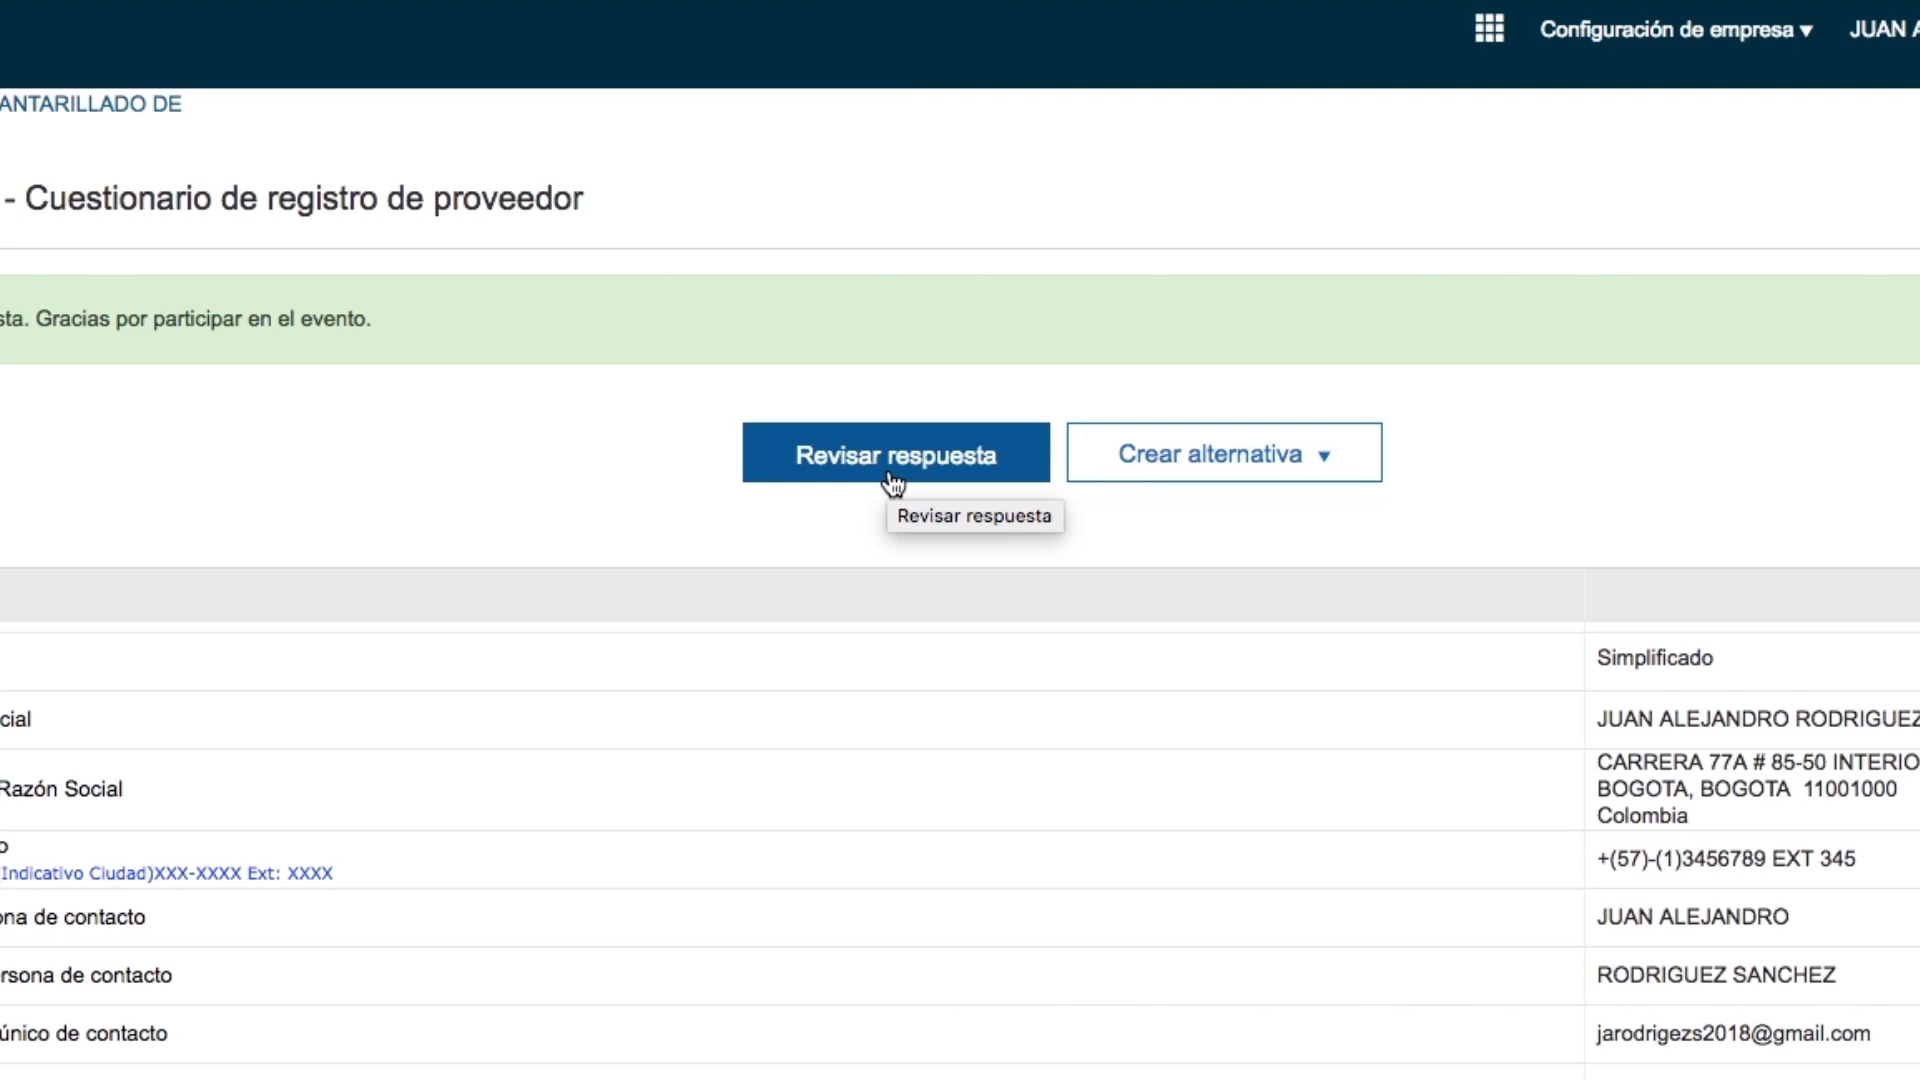 Configuración de empresa ▾ JUAN A
ANTARILLADO DE
- Cuestionario de registro de proveedor
sta. Gracias por participar en el evento.
Revisar respuesta Crear alternativa ▾
Revisar respuesta
Simplificado
cial JUAN ALEJANDRO RODRIGUEZ
Razón Social CARRERA 77A # 85-50 INTERIO
BOGOTA, BOGOTA 11001000
Colombia
o +(57)-(1)3456789 EXT 345
(Indicativo Ciudad)XXX-XXXX Ext: XXXX
ona de contacto JUAN ALEJANDRO
rsona de contacto RODRIGUEZ SANCHEZ
único de contacto jarodrigezs2018@gmail.com